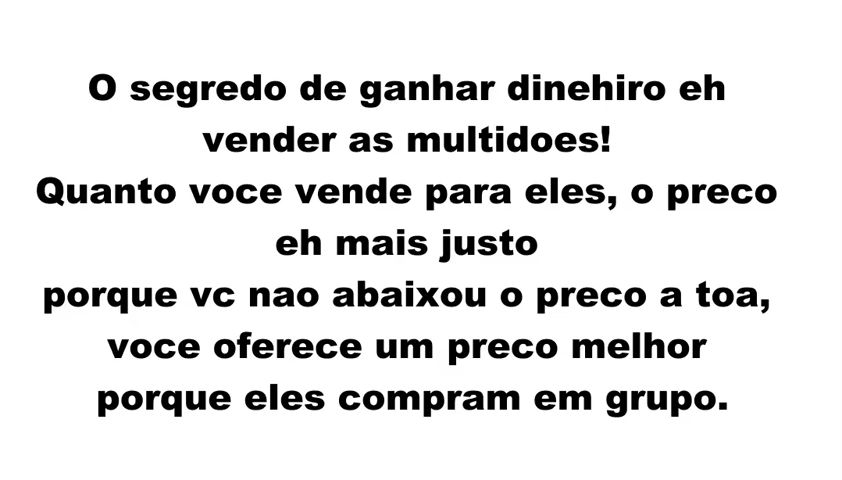 O segredo de ganhar dinehiro eh
vender as multidoes!
Quanto voce vende para eles, o preco
eh mais justo
porque vc nao abaixou o preco a toa,
voce oferece um preco melhor
porque eles compram em grupo.